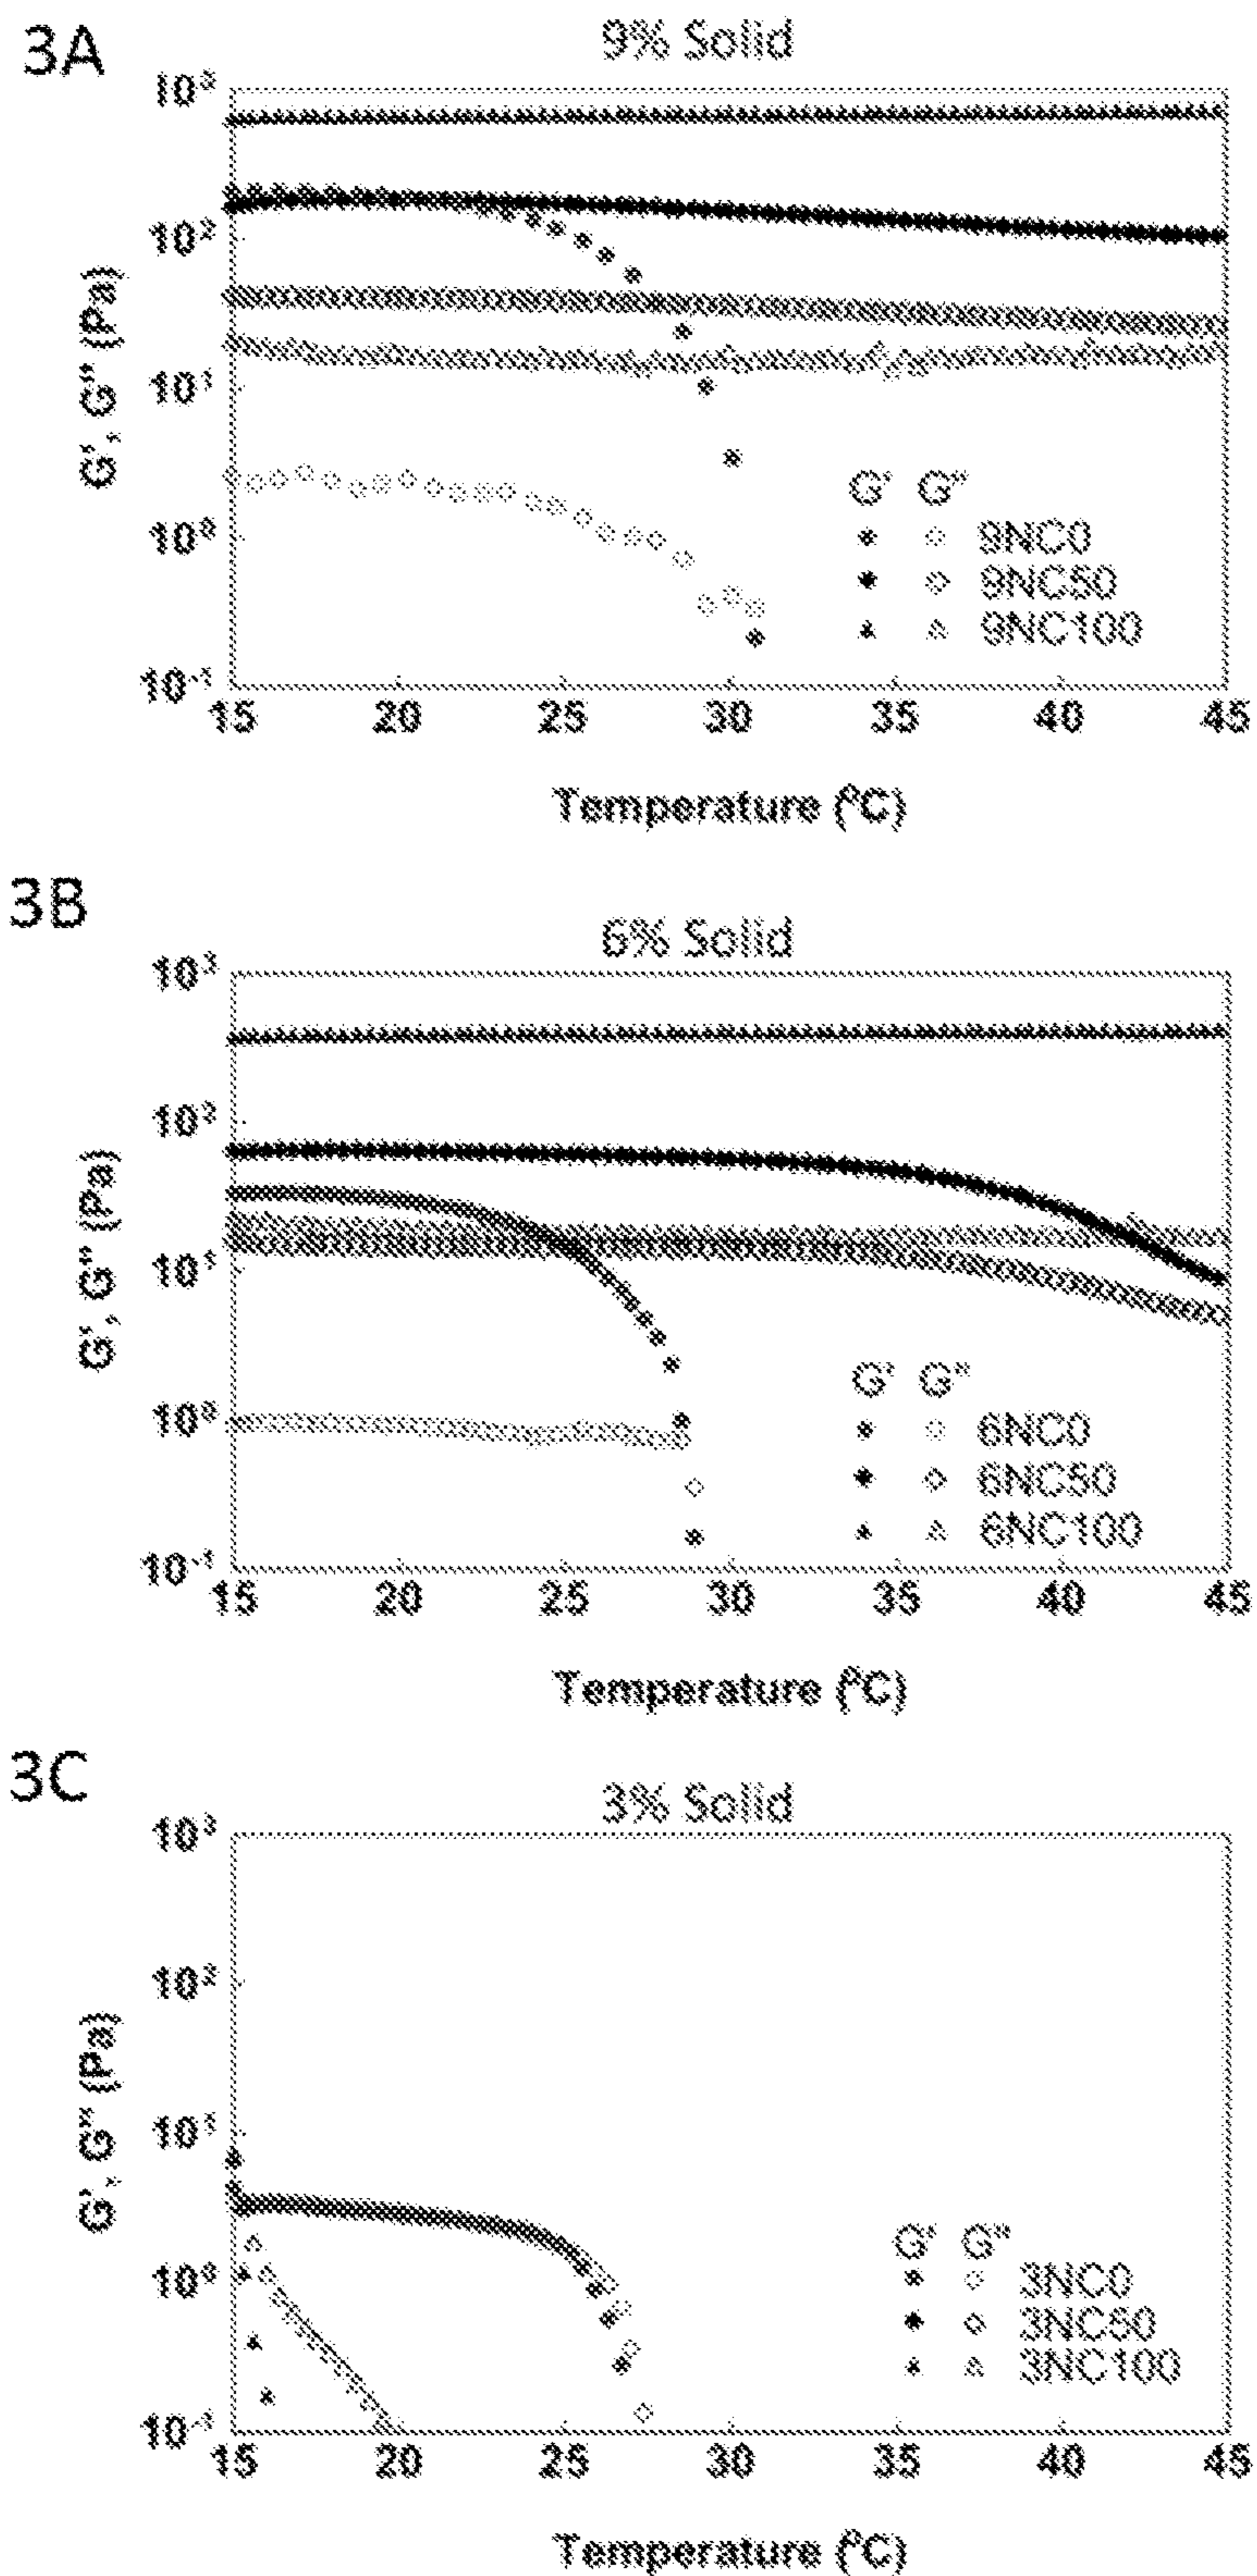 3A
9% Solid
10³
10²
10¹
10⁰
10⁻¹
G', G" (Pa)
G' G"
9NC0
9NC50
9NC100
15 20 25 30 35 40 45
Temperature (⁰C)
3B
6% Solid
10³
10²
10¹
10⁰
10⁻¹
G', G" (Pa)
G' G"
6NC0
6NC50
6NC100
15 20 25 30 35 40 45
Temperature (⁰C)
3C
3% Solid
10³
10²
10¹
10⁰
10⁻¹
G', G" (Pa)
G' G"
3NC0
3NC50
3NC100
15 20 25 30 35 40 45
Temperature (⁰C)